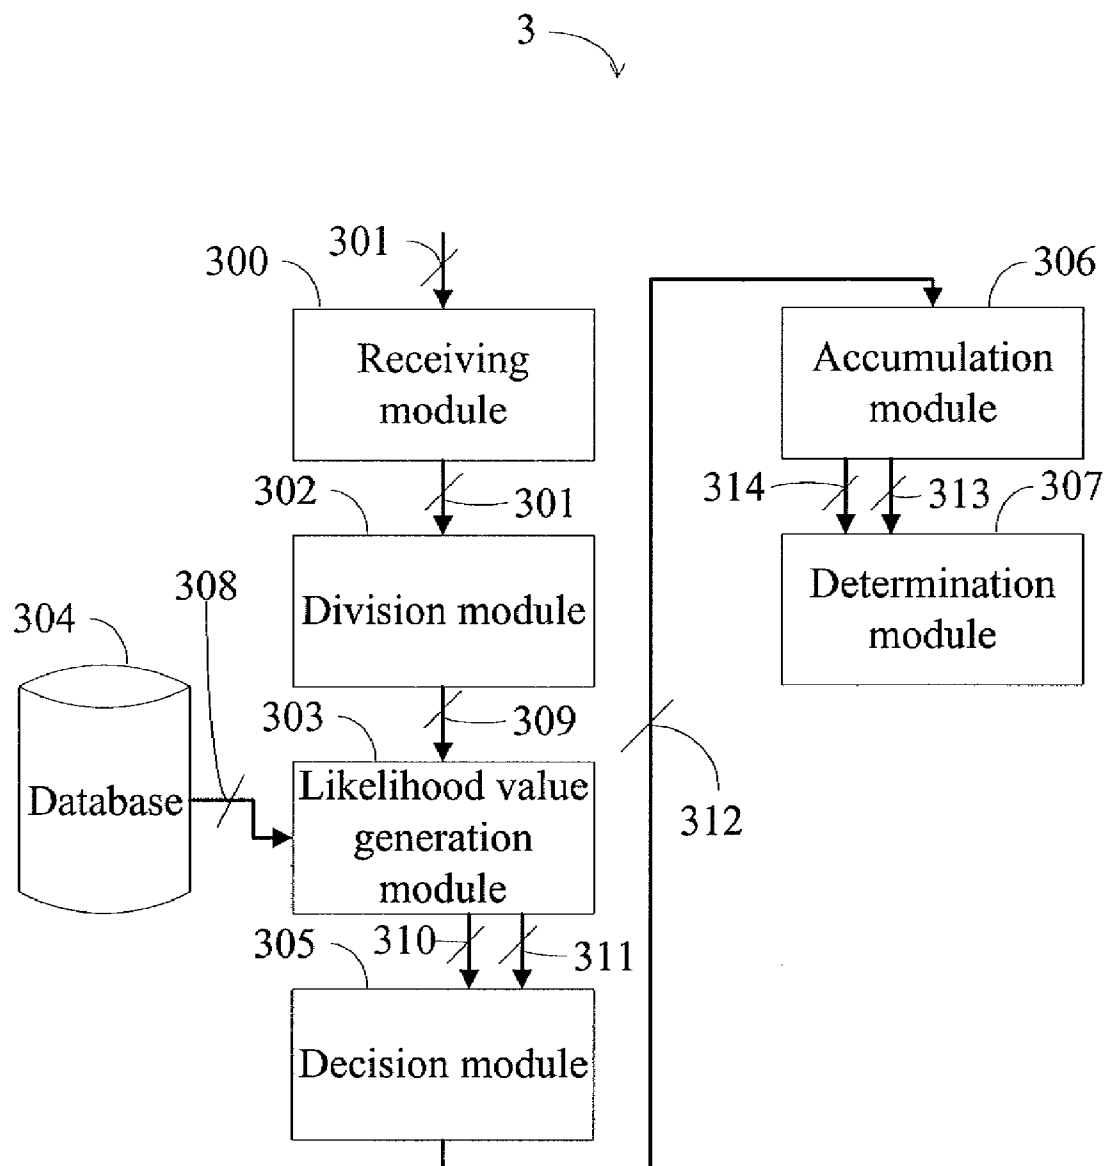 3
301
300
306
Receiving
module
Accumulation
module
302
301
314
313
307
Division module
Determination
module
308
304
303
309
312
Database
Likelihood value
generation
module
305
310
311
Decision module